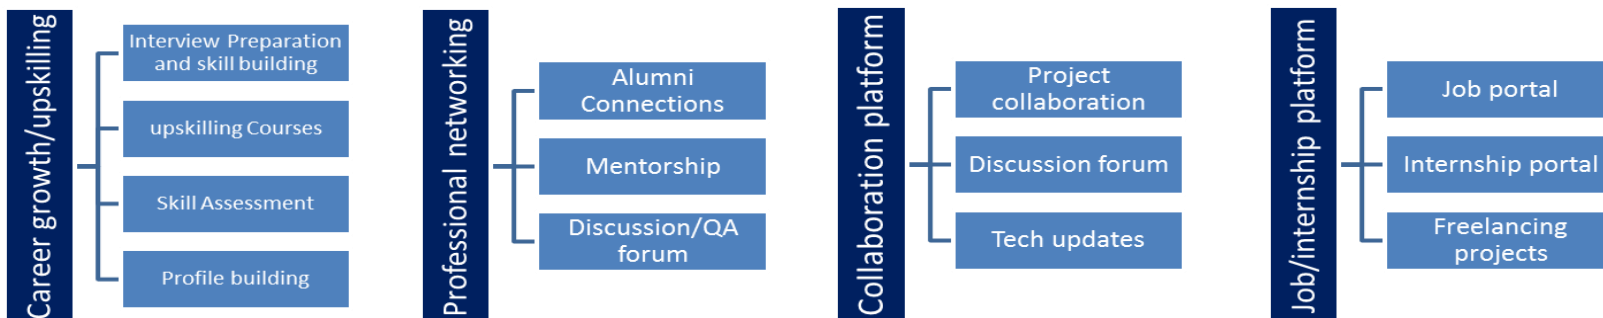 Career growth/upskilling
Interview Preparation
and skill building
upskilling Courses
Skill Assessment
Profile building
Professional networking
Alumni
Connections
Mentorship
Discussion/QA
forum
Collaboration platform
Project
collaboration
Discussion forum
Tech updates
Job/internship platform
Job portal
Internship portal
Freelancing
projects